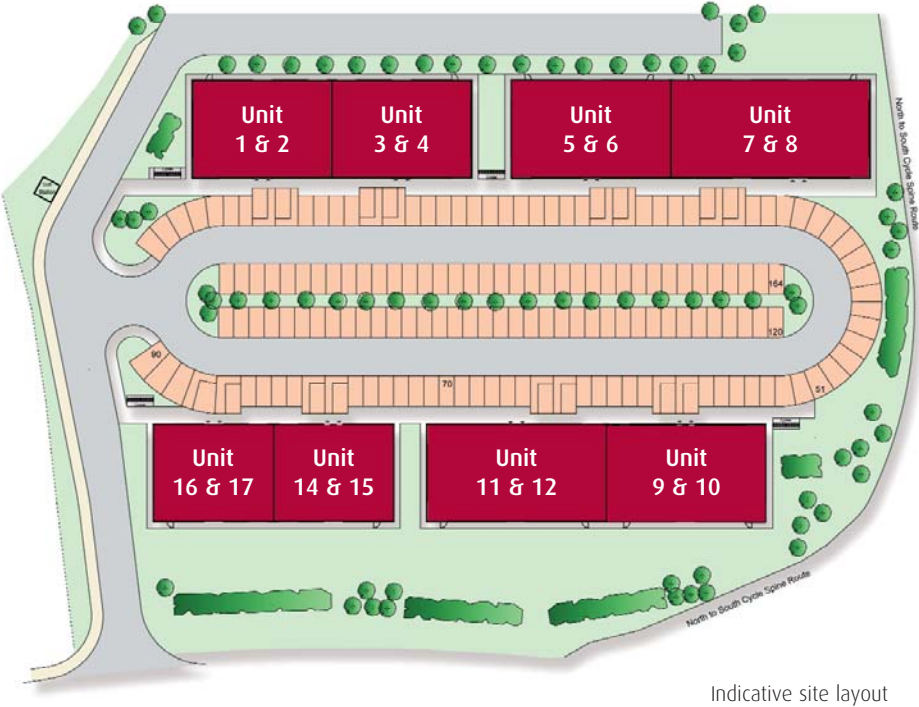 Unit
1 & 2
Unit
3 & 4
Unit
5 & 6
Unit
7 & 8
North to South Cycle Spine Route
164
120
90
70
51
Unit
16 & 17
Unit
14 & 15
Unit
11 & 12
Unit
9 & 10
North to South Cycle Spine Route
Indicative site layout